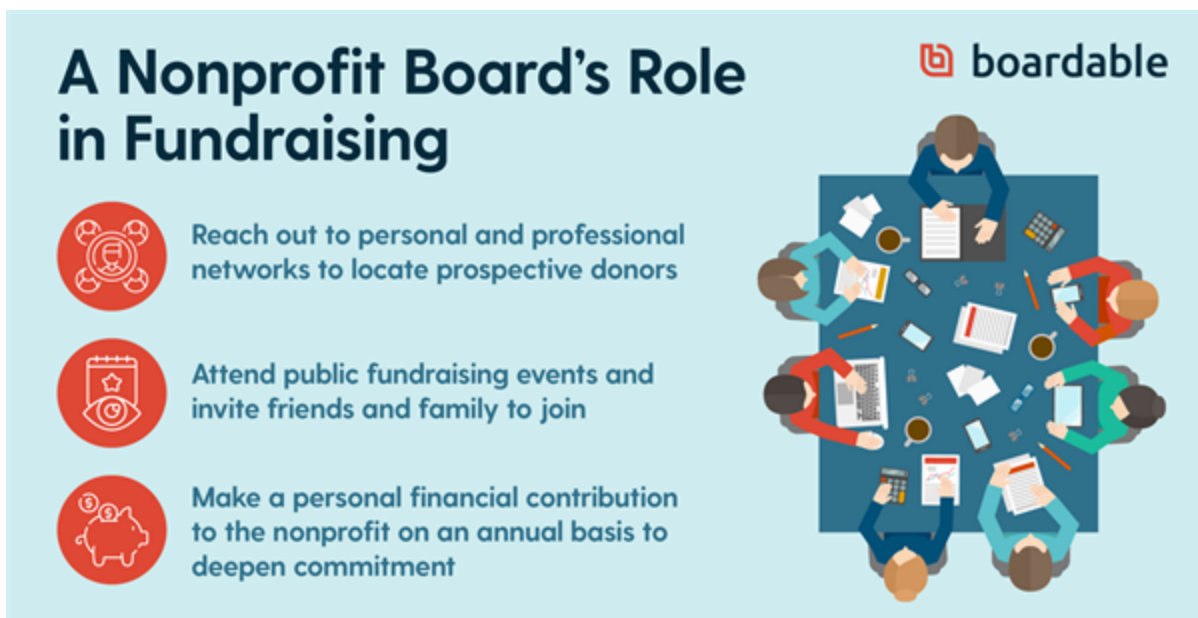 A Nonprofit Board's Role
in Fundraising
boardable
Reach out to personal and professional
networks to locate prospective donors
Attend public fundraising events and
invite friends and family to join
Make a personal financial contribution
to the nonprofit on an annual basis to
deepen commitment